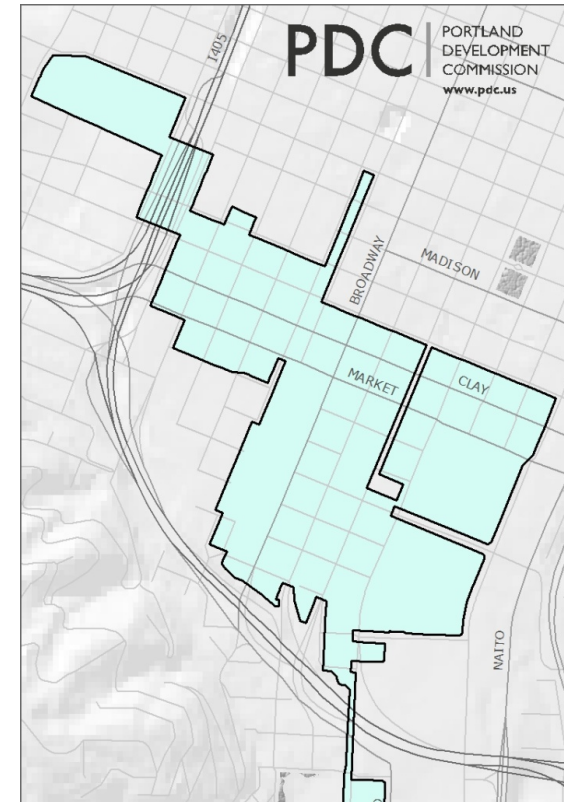 PDC
PORTLAND
DEVELOPMENT
COMMISSION
www.pdc.us
I405
BROADWAY
MADISON
MARKET
CLAY
NAITO